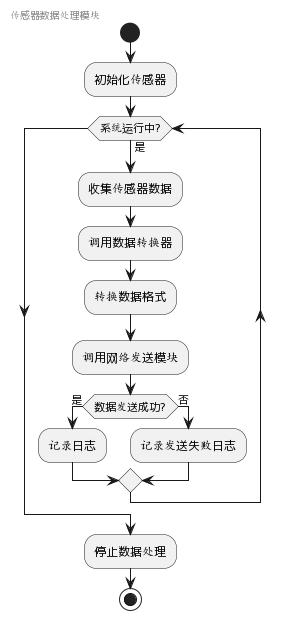 传感器数据处理模块
初始化传感器
系统运行中?
是
收集传感器数据
调用数据转换器
转换数据格式
调用网络发送模块
是
数据发送成功?
否
记录日志
记录发送失败日志
停止数据处理